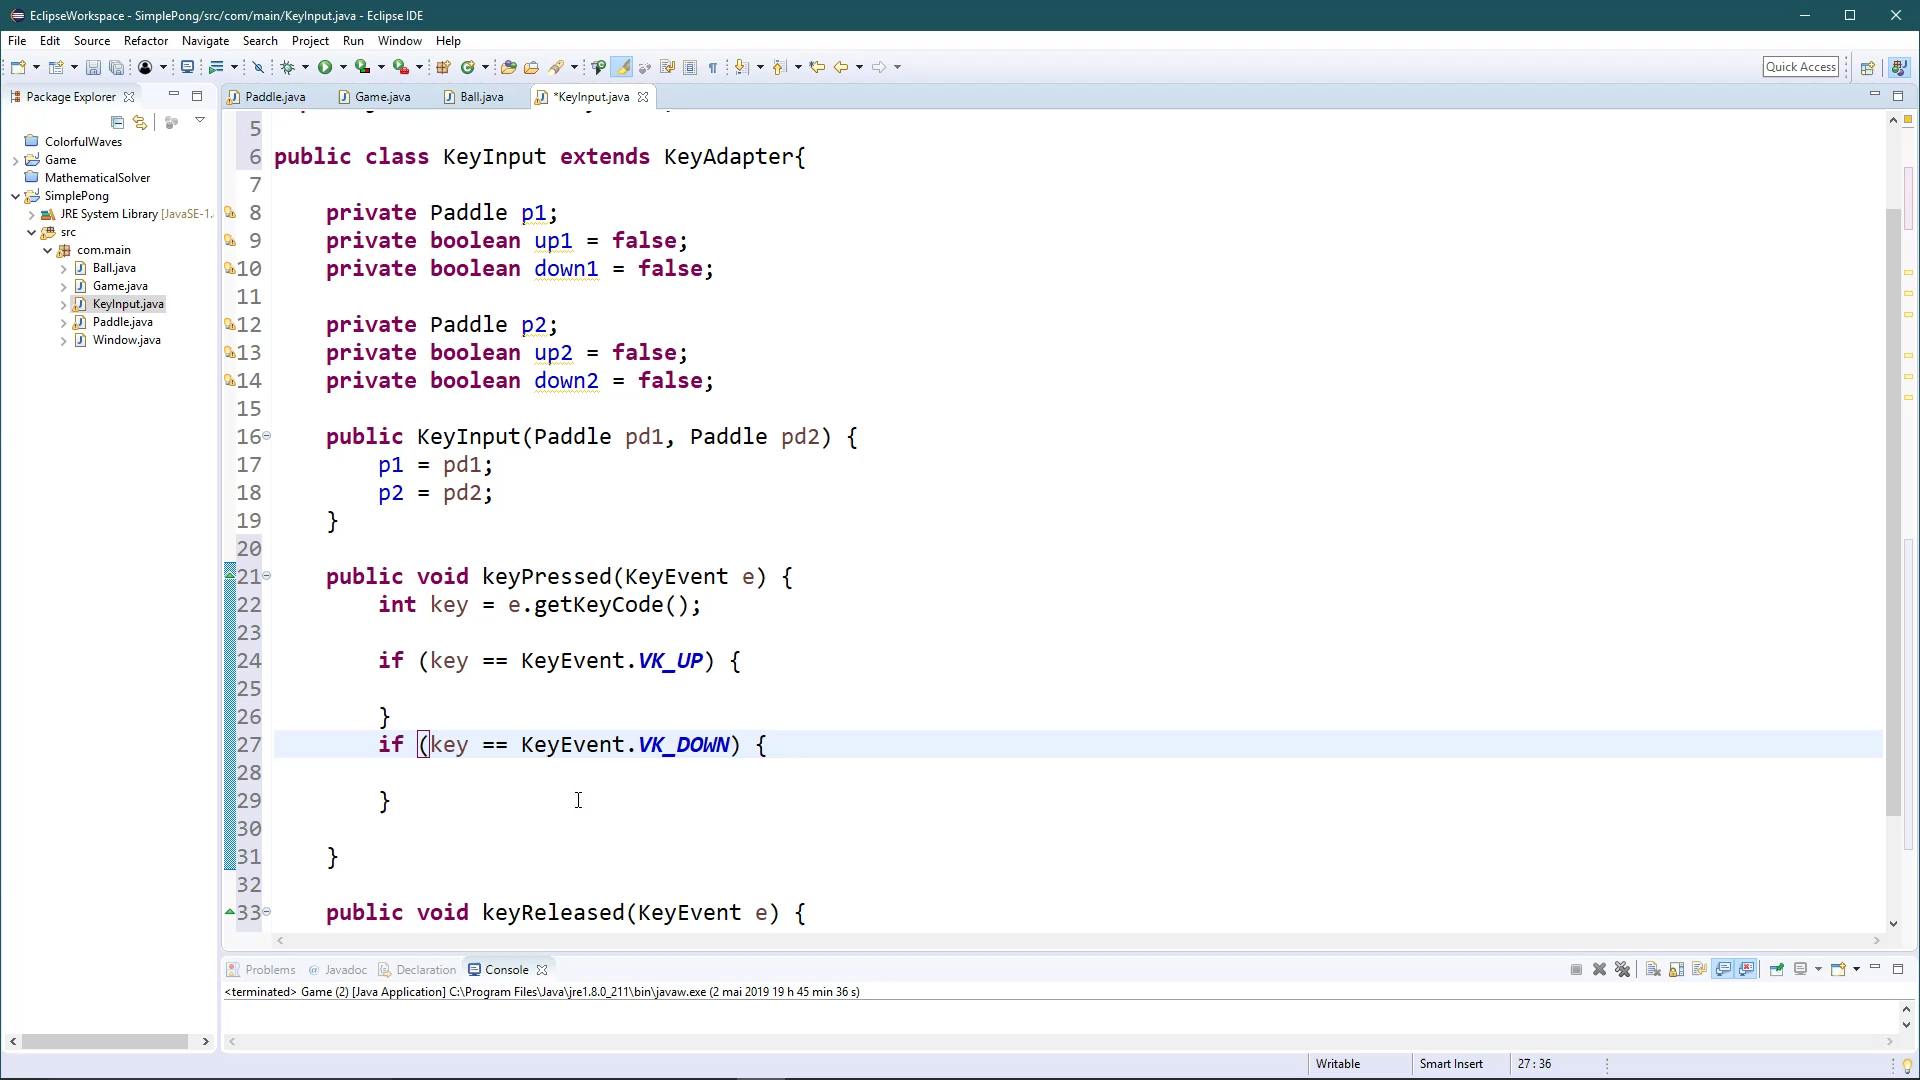 EclipseWorkspace - SimplePong/src/com/main/KeyInput.java - Eclipse IDE
File Edit Source Refactor Navigate Search Project Run Window Help
Quick Access
Package Explorer
Paddle.java Game.java Ball.java *KeyInput.java
ColorfulWaves
Game
MathematicalSolver
SimplePong
JRE System Library [JavaSE-1.
src
com.main
Ball.java
Game.java
KeyInput.java
Paddle.java
Window.java
5
6 public class KeyInput extends KeyAdapter{
7
8 private Paddle p1;
9 private boolean up1 = false;
10 private boolean down1 = false;
11
12 private Paddle p2;
13 private boolean up2 = false;
14 private boolean down2 = false;
15
16 public KeyInput(Paddle pd1, Paddle pd2) {
17 p1 = pd1;
18 p2 = pd2;
19 }
20
21 public void keyPressed(KeyEvent e) {
22 int key = e.getKeyCode();
23
24 if (key == KeyEvent.VK_UP) {
25
26 }
27 if (key == KeyEvent.VK_DOWN) {
28
29 }
30
31 }
32
33 public void keyReleased(KeyEvent e) {
Problems @ Javadoc Declaration Console
<terminated> Game (2) [Java Application] C:\Program Files\Java\jre1.8.0_211\bin\javaw.exe (2 mai 2019 19 h 45 min 36 s)
Writable Smart Insert 27 : 36